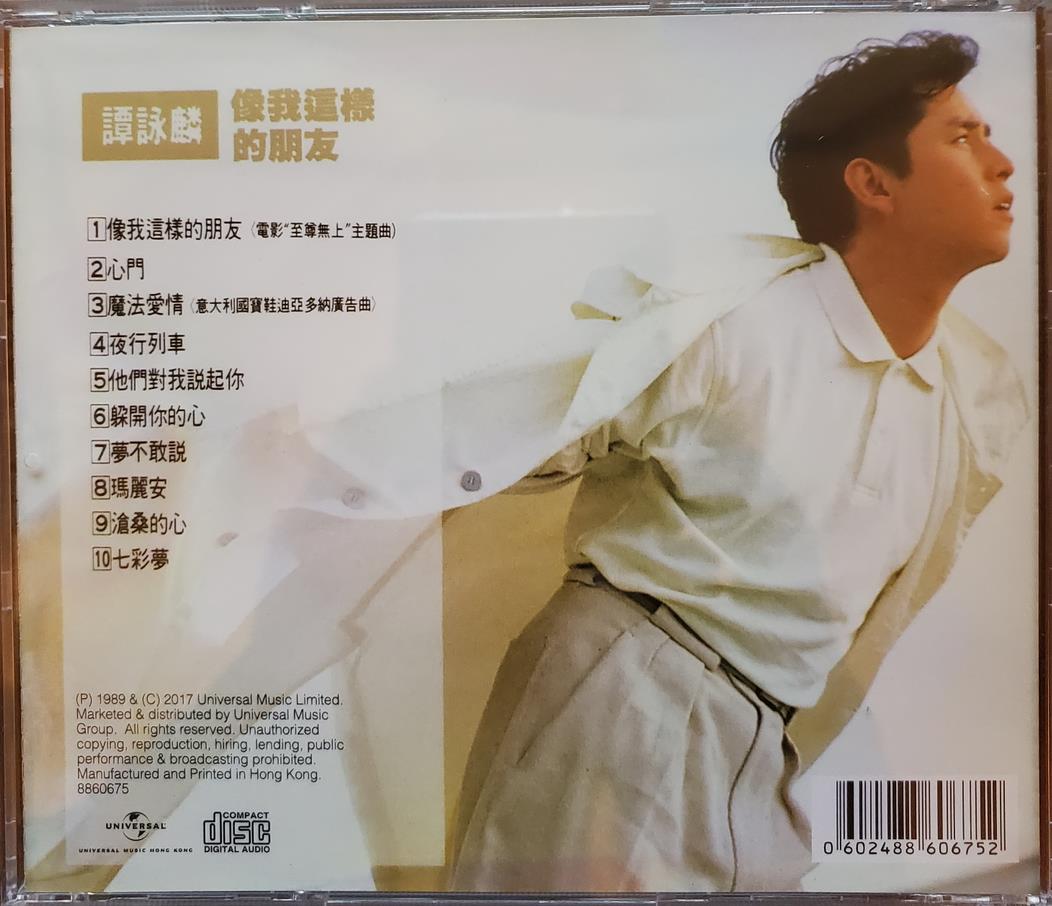 譚詠麟
像我這樣
的朋友
1 像我這樣的朋友（電影“至尊無上”主題曲）
2 心門
3 魔法愛情（意大利國寶鞋迪亞多納廣告曲）
4 夜行列車
5 他們對我説起你
6 躲開你的心
7 夢不敢説
8 瑪麗安
9 滄桑的心
10 七彩夢
(P) 1989 & (C) 2017 Universal Music Limited.
Marketed & distributed by Universal Music
Group. All rights reserved. Unauthorized
copying, reproduction, hiring, lending, public
performance & broadcasting prohibited.
Manufactured and Printed in Hong Kong.
8860675
UNIVERSAL
UNIVERSAL MUSIC HONG KONG
COMPACT
disc
DIGITAL AUDIO
0 602488 606752